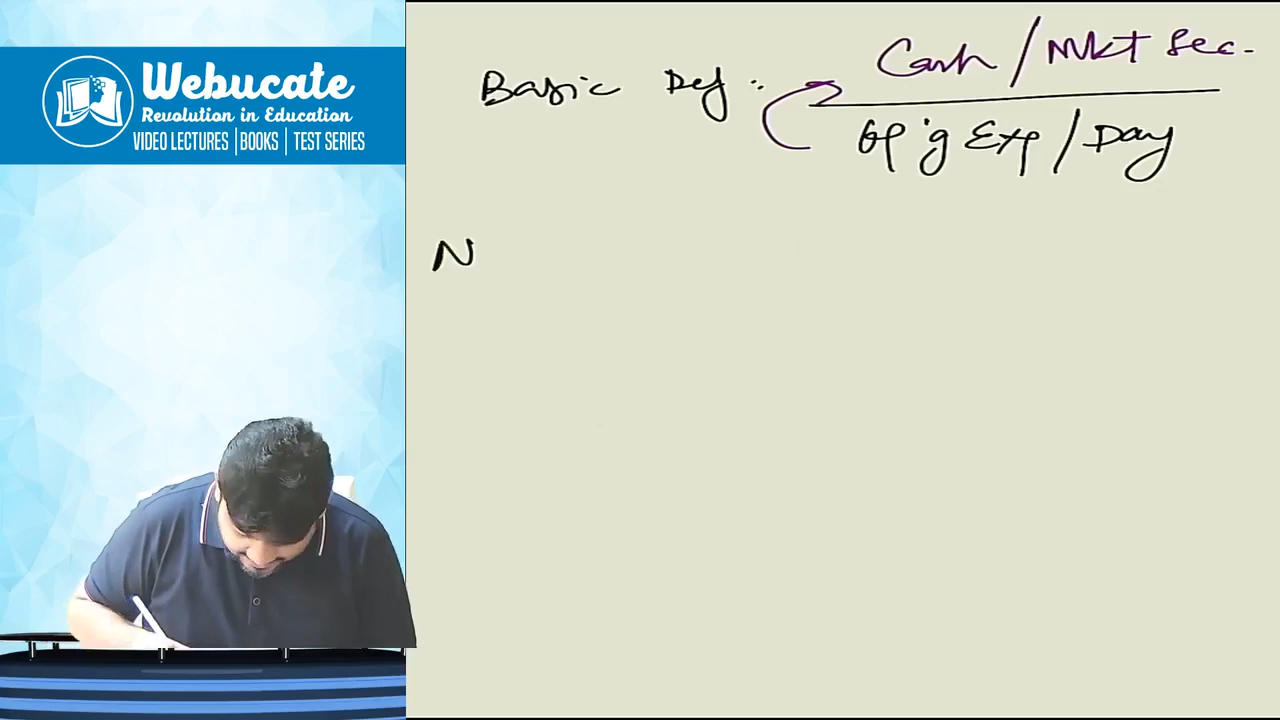 Webucate
Revolution in Education
VIDEO LECTURES | BOOKS | TEST SERIES
Basic Def :
Cash / Mkt Sec.
Op'g Exp / Day
N